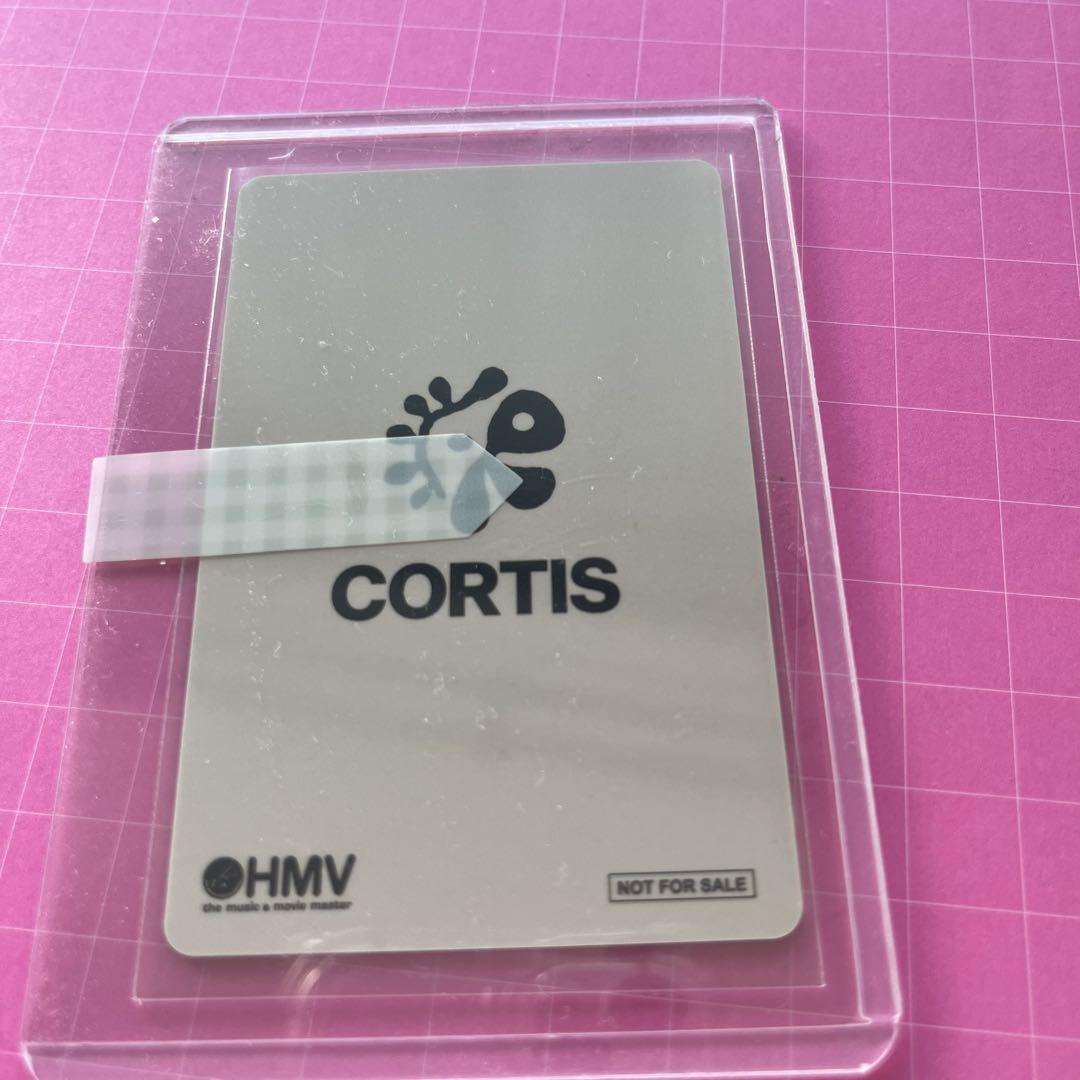 CORTIS
HMV
the music & movie master
NOT FOR SALE